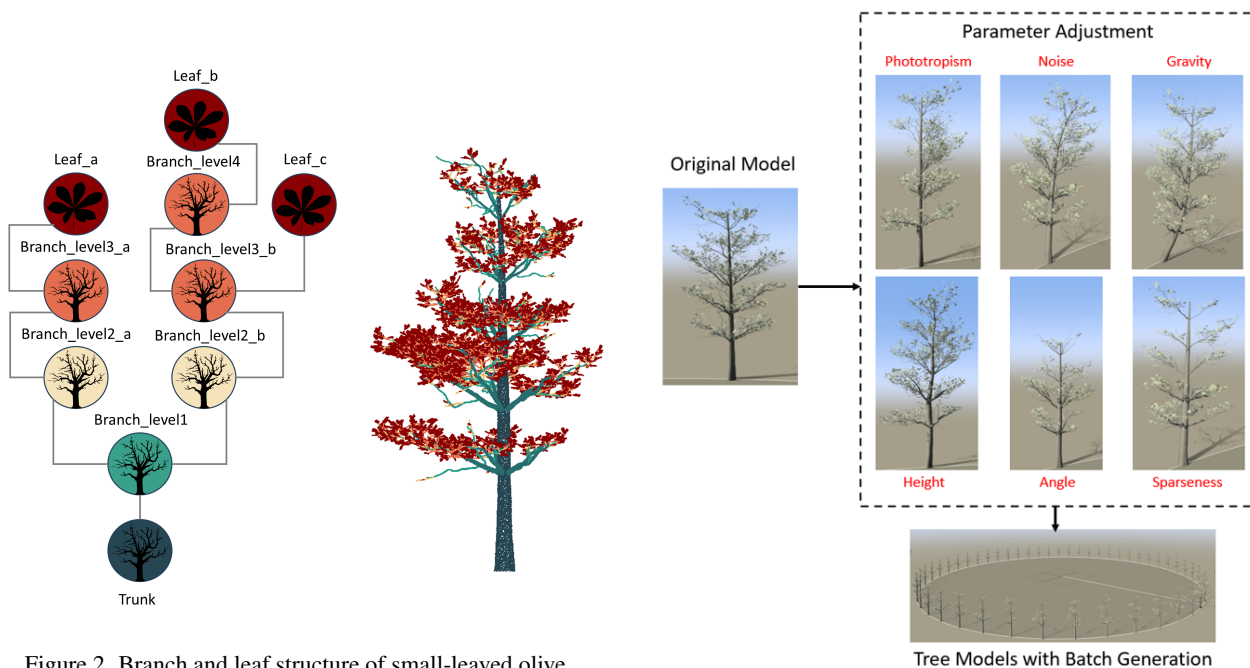 Leaf_b
Leaf_a
Branch_level4
Leaf_c
Branch_level3_a
Branch_level3_b
Branch_level2_a
Branch_level2_b
Branch_level1
Trunk
Figure 2. Branch and leaf structure of small-leaved olive
Original Model
Parameter Adjustment
Phototropism
Noise
Gravity
Height
Angle
Sparseness
Tree Models with Batch Generation